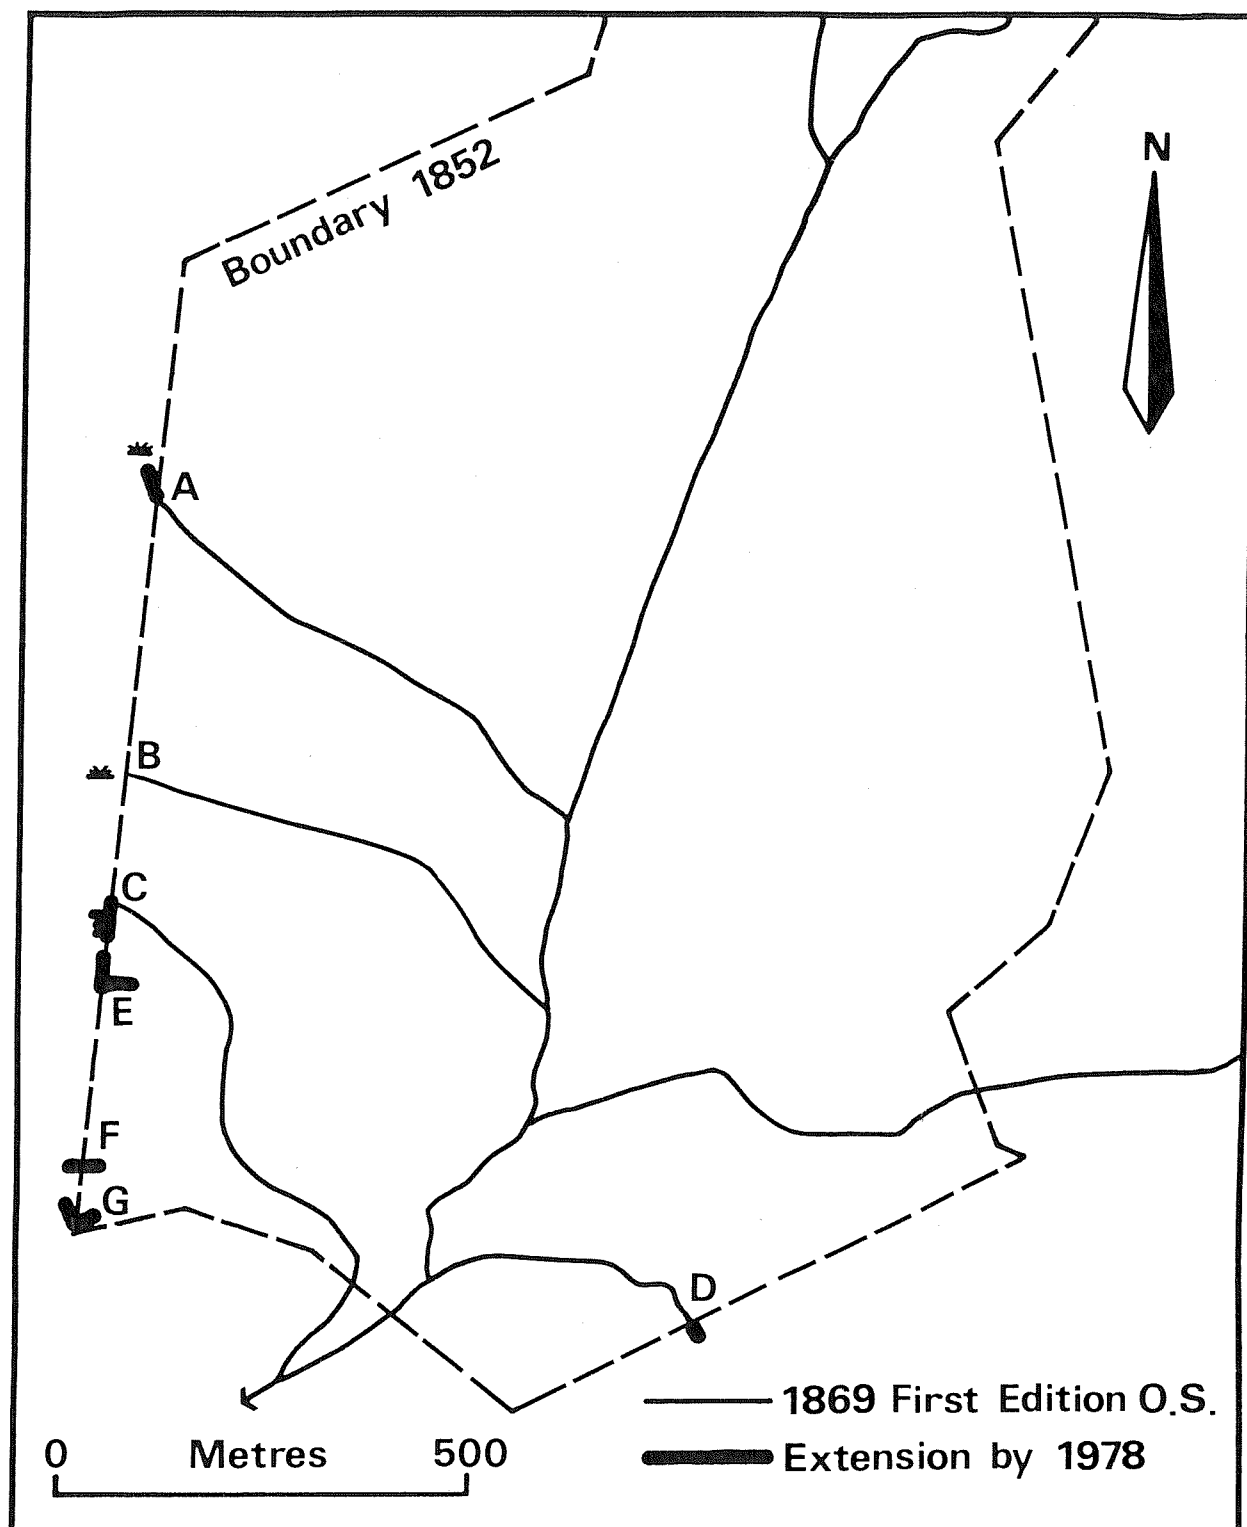 Boundary 1852
N
A
B
C
E
F
G
D
1869 First Edition O.S.
Extension by 1978
0 Metres 500